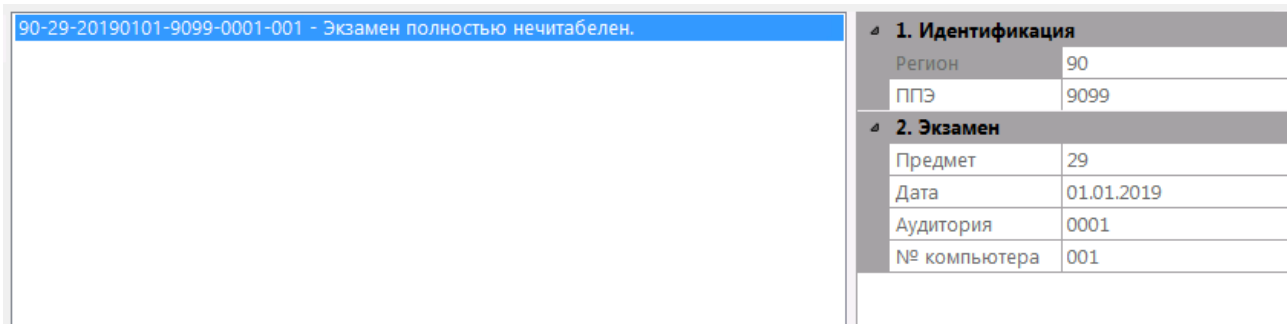 90-29-20190101-9099-0001-001 - Экзамен полностью нечитабелен.
1. Идентификация
Регион 90
ППЭ 9099
2. Экзамен
Предмет 29
Дата 01.01.2019
Аудитория 0001
№ компьютера 001